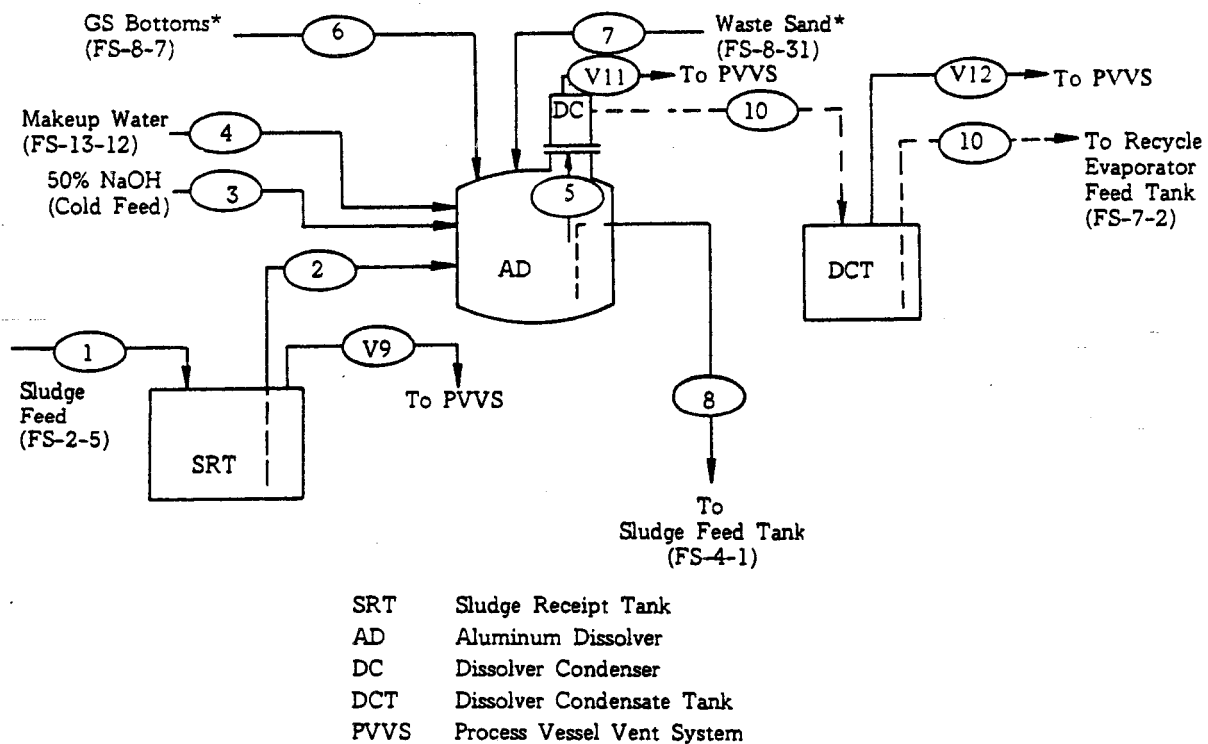 GS Bottoms*
(FS-8-7)
6
7
Waste Sand*
(FS-8-31)
V11
To PVVS
DC
10
V12
To PVVS
Makeup Water
(FS-13-12)
4
10
To Recycle
Evaporator
Feed Tank
(FS-7-2)
50% NaOH
(Cold Feed)
3
5
2
AD
DCT
1
Sludge
Feed
(FS-2-5)
V9
To PVVS
SRT
8
To
Sludge Feed Tank
(FS-4-1)
SRT Sludge Receipt Tank
AD Aluminum Dissolver
DC Dissolver Condenser
DCT Dissolver Condensate Tank
PVVS Process Vessel Vent System